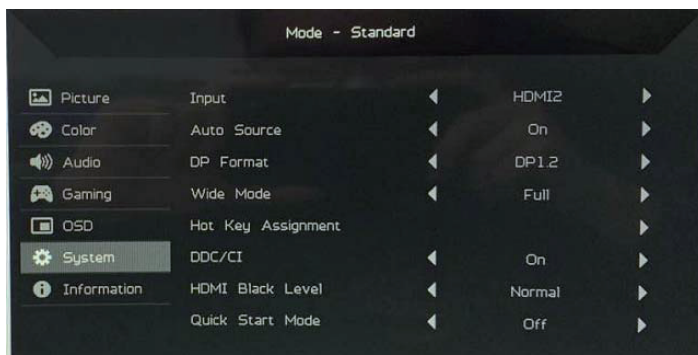 Mode - Standard
Picture Input HDMI2
Color Auto Source On
Audio DP Format DP1.2
Gaming Wide Mode Full
OSD Hot Key Assignment
System DDC/CI On
Information HDMI Black Level Normal
Quick Start Mode Off